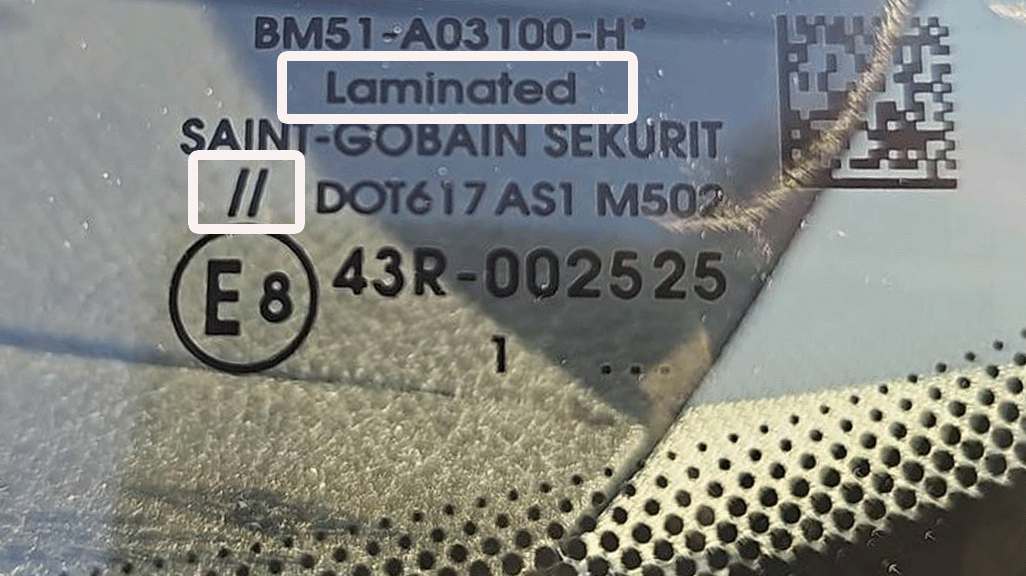 BM51-A03100-H*
Laminated
SAINT-GOBAIN SEKURIT
// DOT617 AS1 M502
E8 43R-002525
1 ...